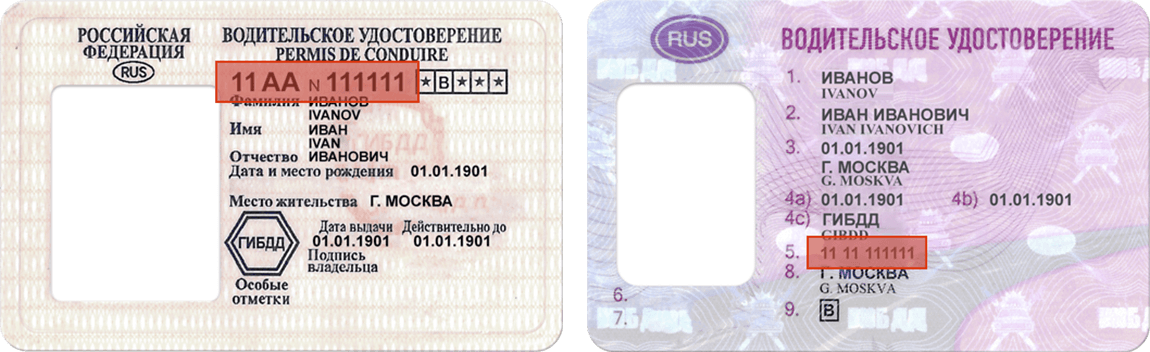 РОССИЙСКАЯ
ФЕДЕРАЦИЯ
RUS
ВОДИТЕЛЬСКОЕ УДОСТОВЕРЕНИЕ
PERMIS DE CONDUIRE
11 АА N 111111
* B * * *
Фамилия ИВАНОВ
IVANOV
Имя ИВАН
IVAN
Отчество ИВАНОВИЧ
Дата и место рождения 01.01.1901
Место жительства Г. МОСКВА
ГИБДД
Дата выдачи Действительно до
01.01.1901 01.01.1901
Подпись
владельца
Особые
отметки
RUS
ВОДИТЕЛЬСКОЕ УДОСТОВЕРЕНИЕ
1. ИВАНОВ
IVANOV
2. ИВАН ИВАНОВИЧ
IVAN IVANOVICH
3. 01.01.1901
Г. МОСКВА
G. MOSKVA
4a) 01.01.1901 4b) 01.01.1901
4c) ГИБДД
GIBDD
5. 11 11 111111
8. Г. МОСКВА
G. MOSKVA
6.
7.
9. B